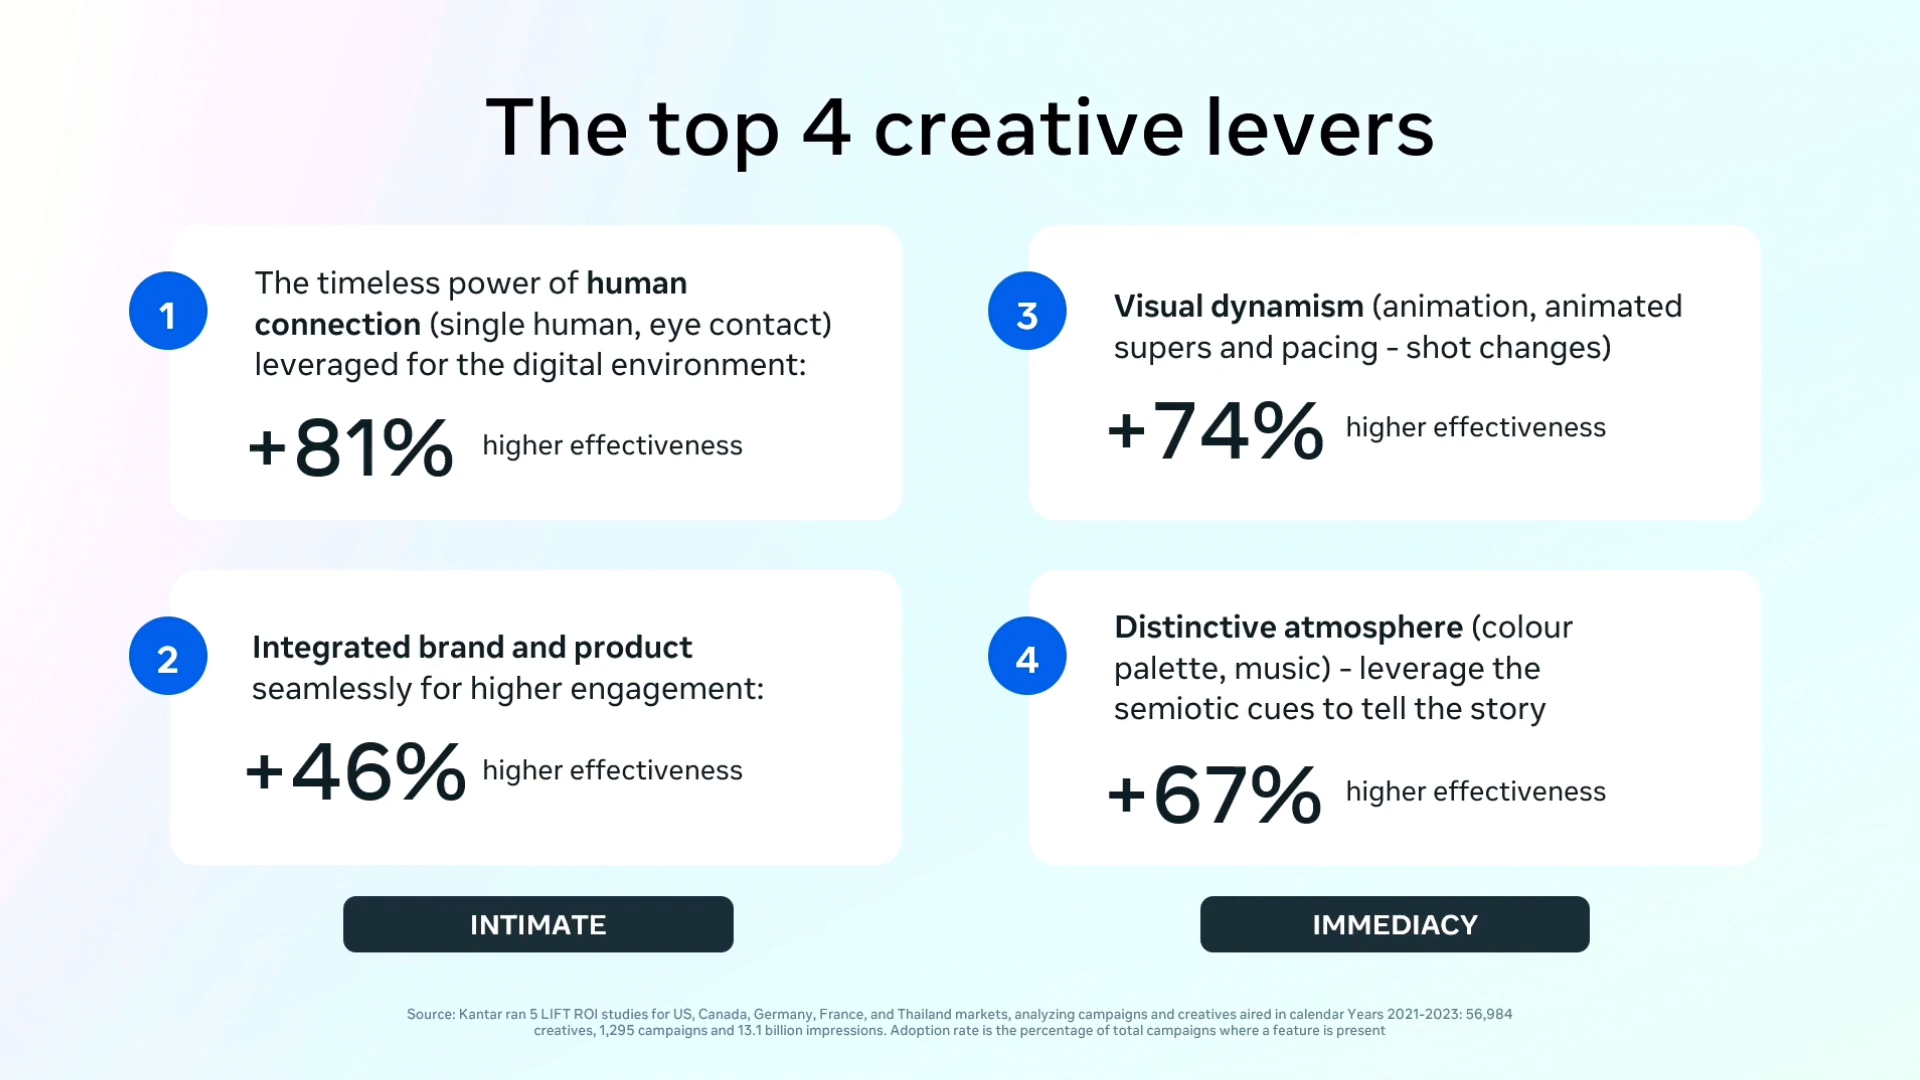 The top 4 creative levers
1
The timeless power of human
connection (single human, eye contact)
leveraged for the digital environment:
+81% higher effectiveness
2
Integrated brand and product
seamlessly for higher engagement:
+46% higher effectiveness
INTIMATE
3
Visual dynamism (animation, animated
supers and pacing - shot changes)
+74% higher effectiveness
4
Distinctive atmosphere (colour
palette, music) - leverage the
semiotic cues to tell the story
+67% higher effectiveness
IMMEDIACY
Source: Kantar ran 5 LIFT ROI studies for US, Canada, Germany, France, and Thailand markets, analyzing campaigns and creatives aired in calendar Years 2021-2023: 56,984
creatives, 1,295 campaigns and 13.1 billion impressions. Adoption rate is the percentage of total campaigns where a feature is present